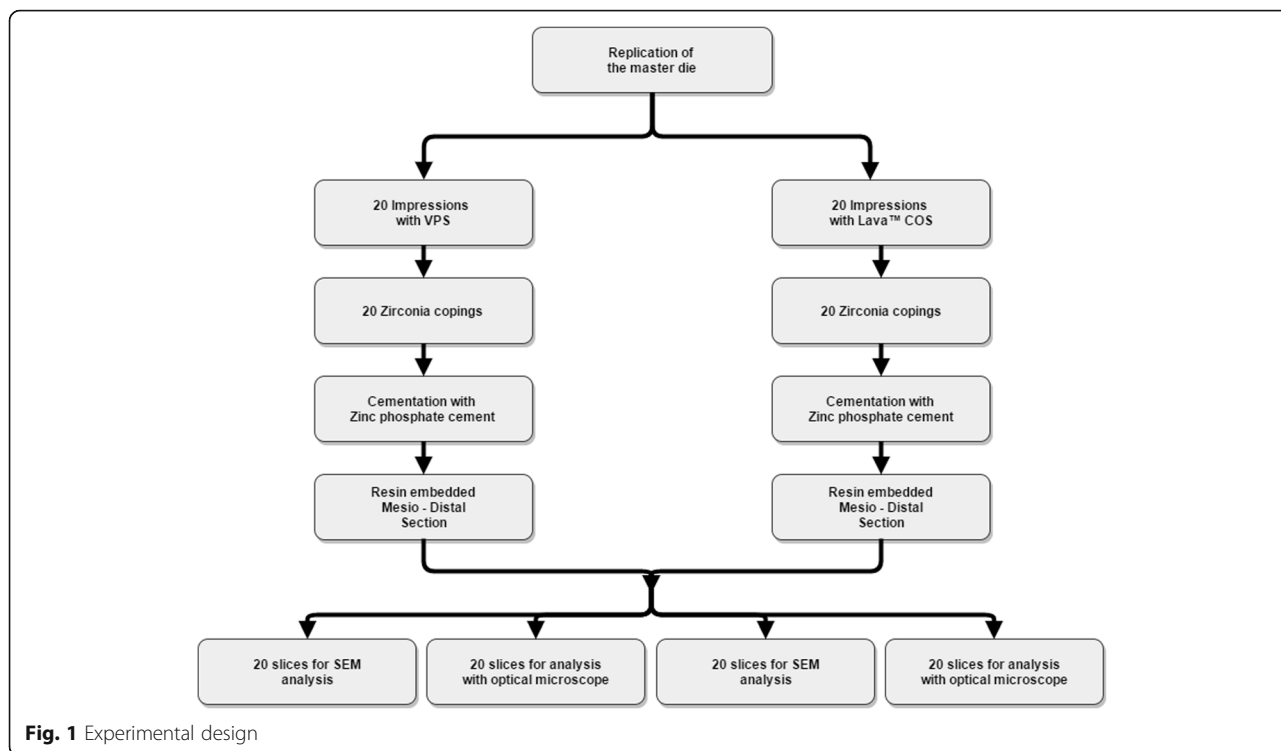 Replication of
the master die
20 Impressions
with VPS
20 Impressions
with Lava™ COS
20 Zirconia copings
20 Zirconia copings
Cementation with
Zinc phosphate cement
Cementation with
Zinc phosphate cement
Resin embedded
Mesio - Distal
Section
Resin embedded
Mesio - Distal
Section
20 slices for SEM
analysis
20 slices for analysis
with optical microscope
20 slices for SEM
analysis
20 slices for analysis
with optical microscope
Fig. 1 Experimental design